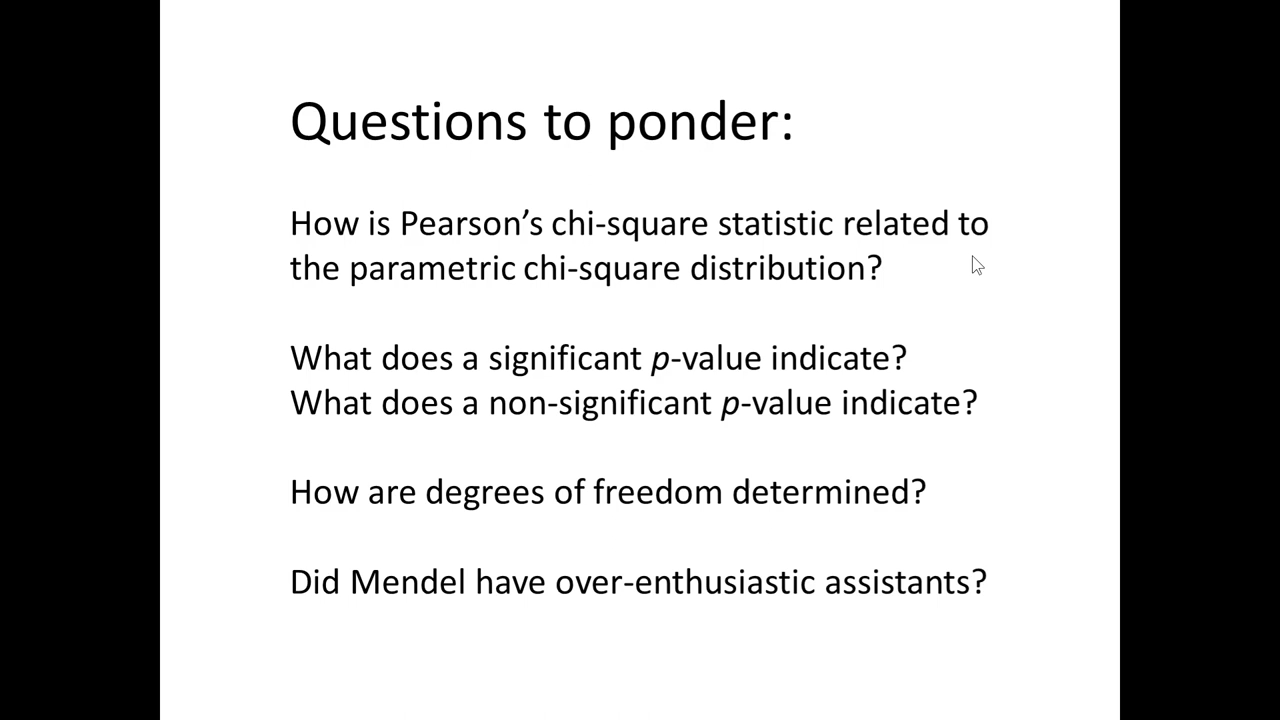 Questions to ponder:
How is Pearson’s chi-square statistic related to
the parametric chi-square distribution?
What does a significant p-value indicate?
What does a non-significant p-value indicate?
How are degrees of freedom determined?
Did Mendel have over-enthusiastic assistants?